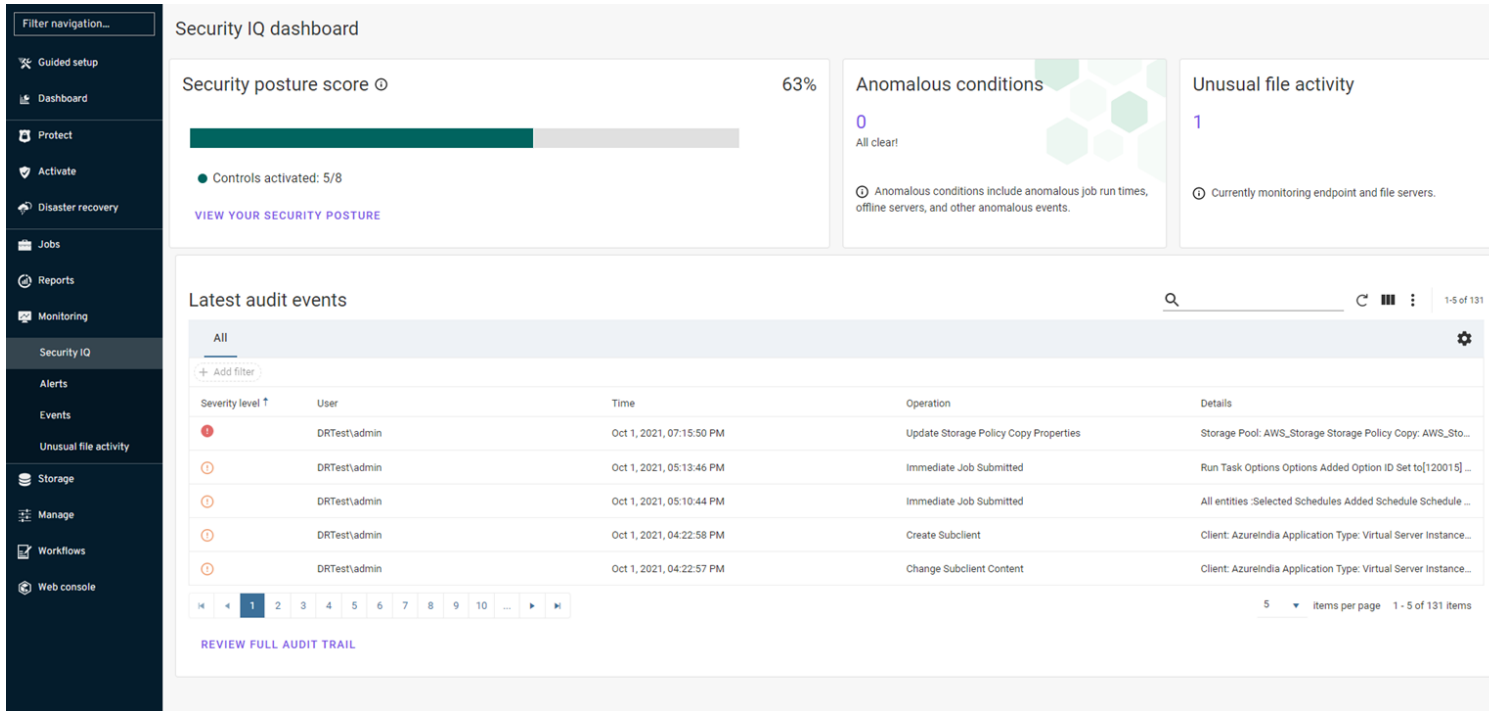 Filter navigation...
Guided setup
Dashboard
Protect
Activate
Disaster recovery
Jobs
Reports
Monitoring
Security IQ
Alerts
Events
Unusual file activity
Storage
Manage
Workflows
Web console
Security IQ dashboard
Security posture score 63%
Controls activated: 5/8
VIEW YOUR SECURITY POSTURE
Anomalous conditions
0
All clear!
Anomalous conditions include anomalous job run times,
offline servers, and other anomalous events.
Unusual file activity
1
Currently monitoring endpoint and file servers.
Latest audit events
1-5 of 131
All
+ Add filter
Severity level ↑ User Time Operation Details
DRTest\admin Oct 1, 2021, 07:15:50 PM Update Storage Policy Copy Properties Storage Pool: AWS_Storage Storage Policy Copy: AWS_Sto...
DRTest\admin Oct 1, 2021, 05:13:46 PM Immediate Job Submitted Run Task Options Options Added Option ID Set to[120015] ...
DRTest\admin Oct 1, 2021, 05:10:44 PM Immediate Job Submitted All entities :Selected Schedules Added Schedule Schedule ...
DRTest\admin Oct 1, 2021, 04:22:58 PM Create Subclient Client: AzureIndia Application Type: Virtual Server Instance...
DRTest\admin Oct 1, 2021, 04:22:57 PM Change Subclient Content Client: AzureIndia Application Type: Virtual Server Instance...
1 2 3 4 5 6 7 8 9 10 ... 5 items per page 1 - 5 of 131 items
REVIEW FULL AUDIT TRAIL